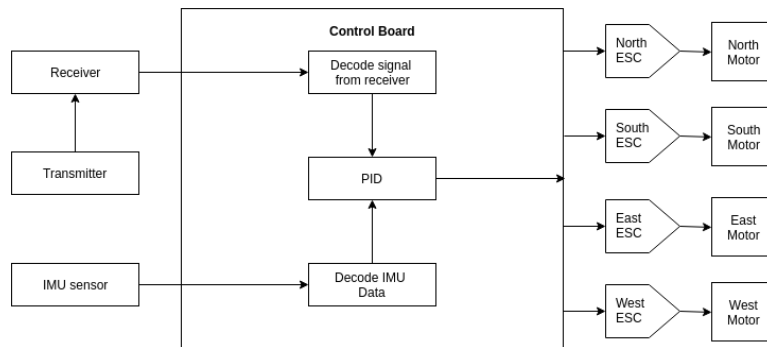 Control Board
Receiver
Transmitter
IMU sensor
Decode signal
from receiver
PID
Decode IMU
Data
North
ESC
North
Motor
South
ESC
South
Motor
East
ESC
East
Motor
West
ESC
West
Motor